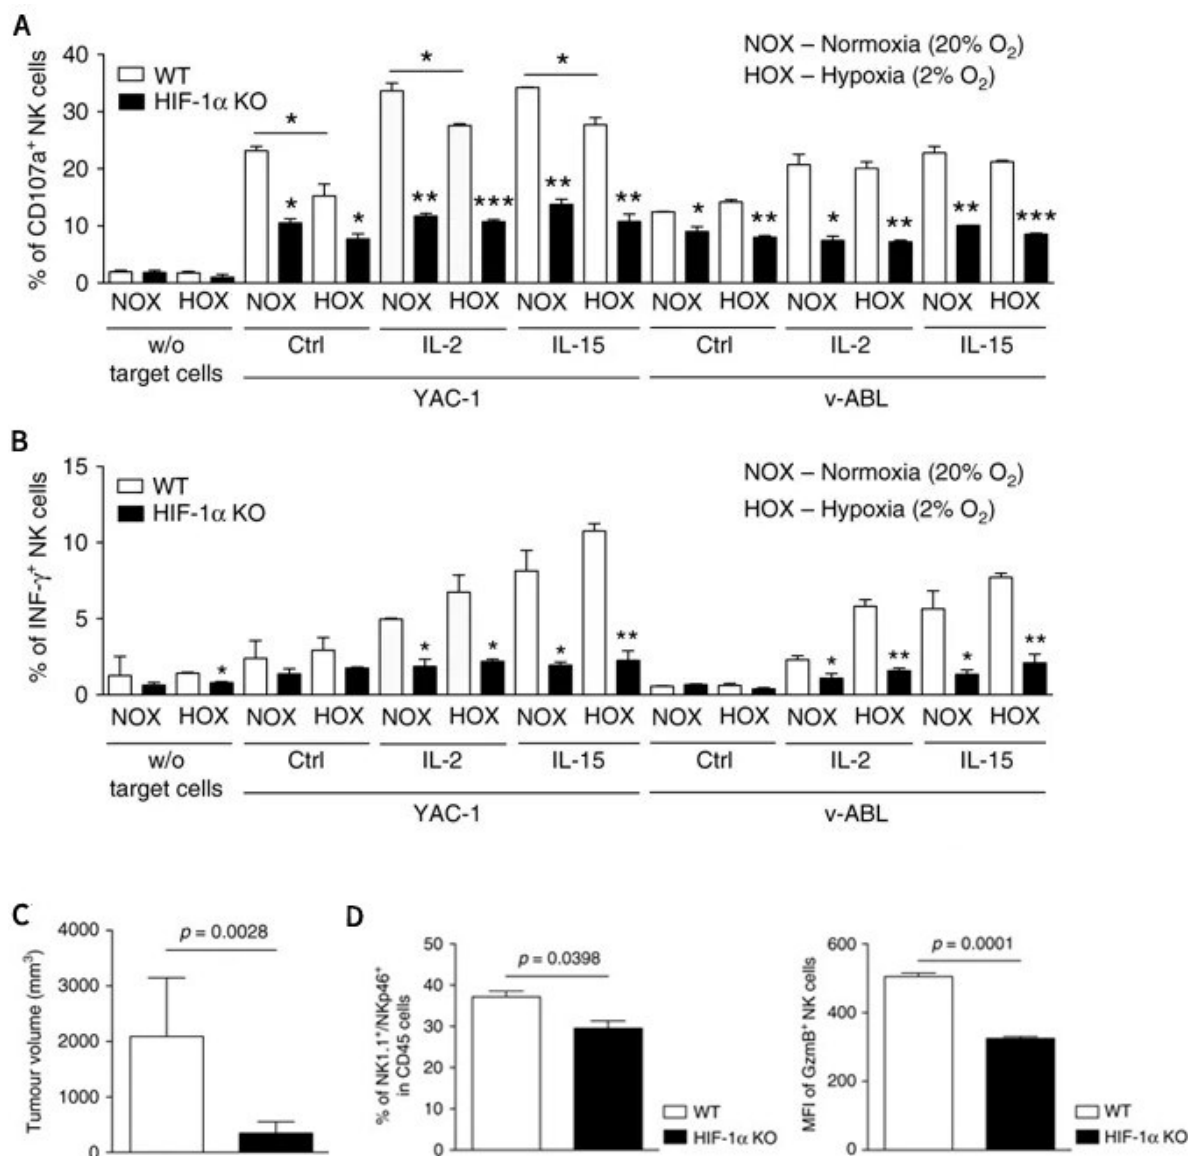 A
% of CD107a+ NK cells
40
30
20
10
0
WT
HIF-1α KO
NOX – Normoxia (20% O2)
HOX – Hypoxia (2% O2)
*
*
*
*
*
**
***
*
**
**
*
**
*
**
**
***
NOX HOX NOX HOX NOX HOX NOX HOX NOX HOX NOX HOX NOX HOX
w/o
target cells
Ctrl IL-2 IL-15 Ctrl IL-2 IL-15
YAC-1 v-ABL
B
% of INF-γ+ NK cells
15
10
5
0
WT
HIF-1α KO
NOX – Normoxia (20% O2)
HOX – Hypoxia (2% O2)
*
*
*
*
**
*
**
*
**
NOX HOX NOX HOX NOX HOX NOX HOX NOX HOX NOX HOX NOX HOX
w/o
target cells
Ctrl IL-2 IL-15 Ctrl IL-2 IL-15
YAC-1 v-ABL
C
Tumour volume (mm3)
4000
3000
2000
1000
0
p = 0.0028
D
% of NK1.1+/NKp46+
in CD45 cells
50
40
30
20
10
0
p = 0.0398
WT
HIF-1α KO
MFI of GzmB+ NK cells
600
400
200
0
p = 0.0001
WT
HIF-1α KO